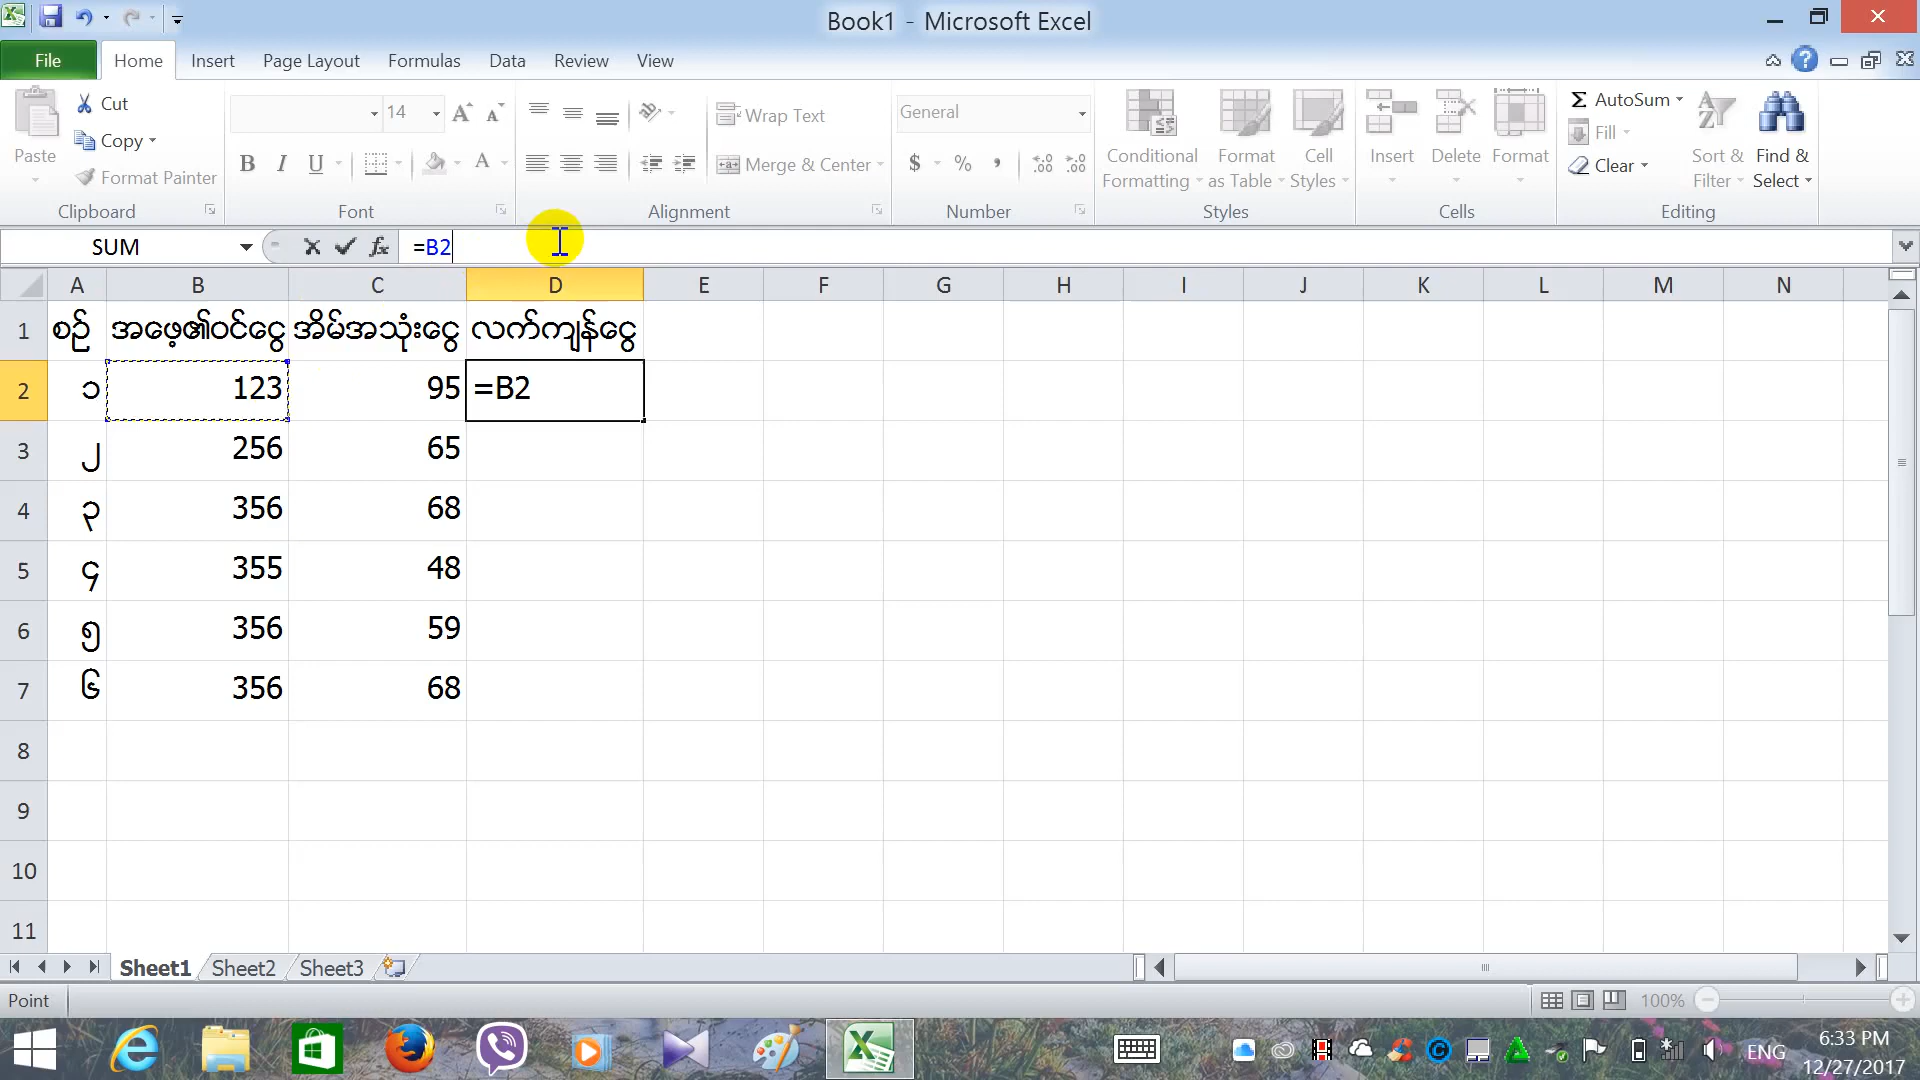 Book1 - Microsoft Excel
File Home Insert Page Layout Formulas Data Review View
Paste Cut Copy Format Painter
14
B I U A
Wrap Text
Merge & Center
General
$ % ,
Conditional Formatting
Format as Table
Cell Styles
Insert Delete Format
Σ AutoSum
Fill
Clear
Sort & Filter
Find & Select
Clipboard Font Alignment Number Styles Cells Editing
SUM fx =B2
A B C D E F G H I J K L M N
1 စဉ် အဖေ့၏ဝင်ငွေ အိမ်အသုံးငွေ လက်ကျန်ငွေ
2 ၁ 123 95 =B2
3 ၂ 256 65
4 ၃ 356 68
5 ၄ 355 48
6 ၅ 356 59
7 ၆ 356 68
8
9
10
11
Sheet1 Sheet2 Sheet3
Point 100%
ENG 6:33 PM
12/27/2017